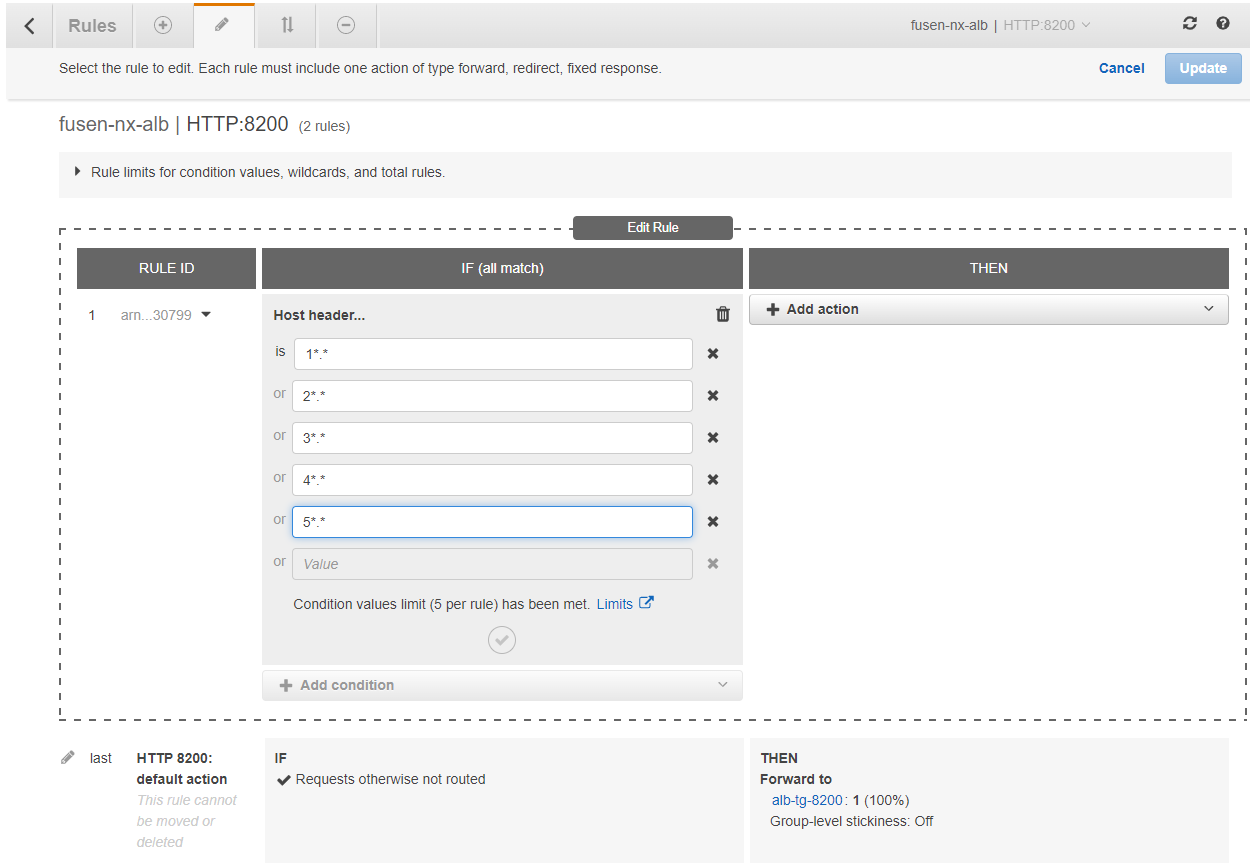 Rules
fusen-nx-alb | HTTP:8200
Select the rule to edit. Each rule must include one action of type forward, redirect, fixed response.
Cancel
Update
fusen-nx-alb | HTTP:8200 (2 rules)
Rule limits for condition values, wildcards, and total rules.
Edit Rule
RULE ID
IF (all match)
THEN
1 arn...30799
Host header...
Add action
is 1*.*
or 2*.*
or 3*.*
or 4*.*
or 5*.*
or Value
Condition values limit (5 per rule) has been met. Limits
Add condition
last
HTTP 8200:
default action
This rule cannot
be moved or
deleted
IF
Requests otherwise not routed
THEN
Forward to
alb-tg-8200: 1 (100%)
Group-level stickiness: Off